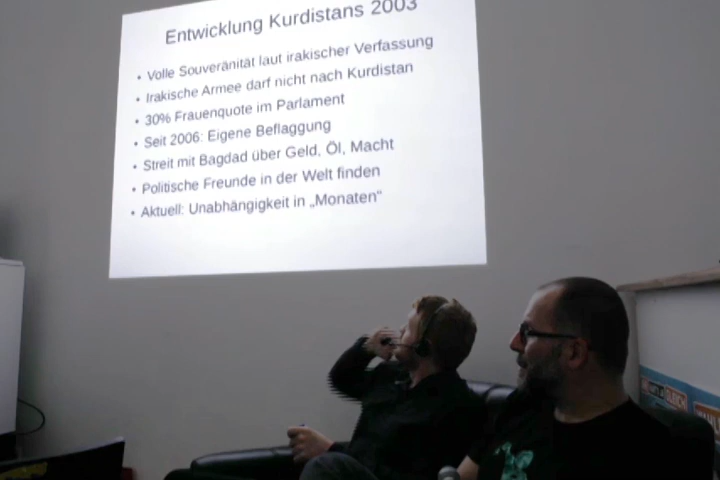 Entwicklung Kurdistans 2003
• Volle Souveränität laut irakischer Verfassung
• Irakische Armee darf nicht nach Kurdistan
• 30% Frauenquote im Parlament
• Seit 2006: Eigene Beflaggung
• Streit mit Bagdad über Geld, Öl, Macht
• Politische Freunde in der Welt finden
• Aktuell: Unabhängigkeit in „Monaten"